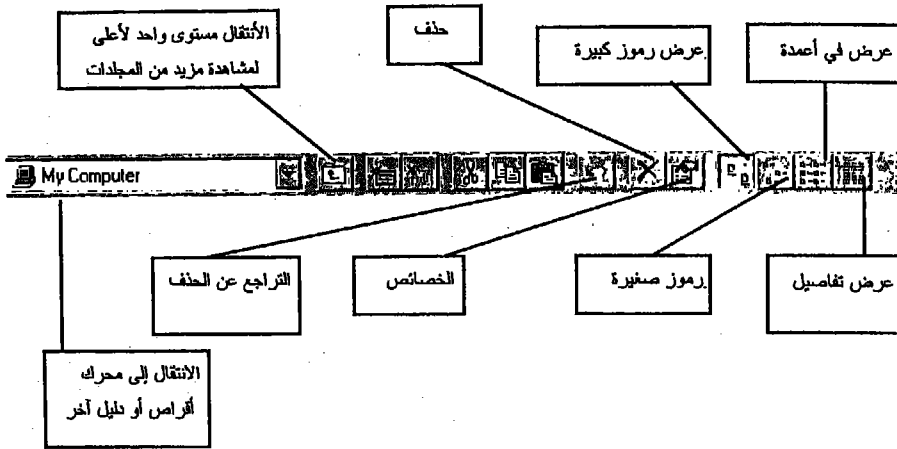 الأنتقال مستوى واحد لأعلى
لمشاهدة مزيد من المجلدات
حذف
عرض رموز كبيرة
عرض في أعمدة
My Computer
التراجع عن الحذف
الخصائص
رموز صغيرة
عرض تفاصيل
الانتقال إلى محرك
أقراص أو دليل آخر